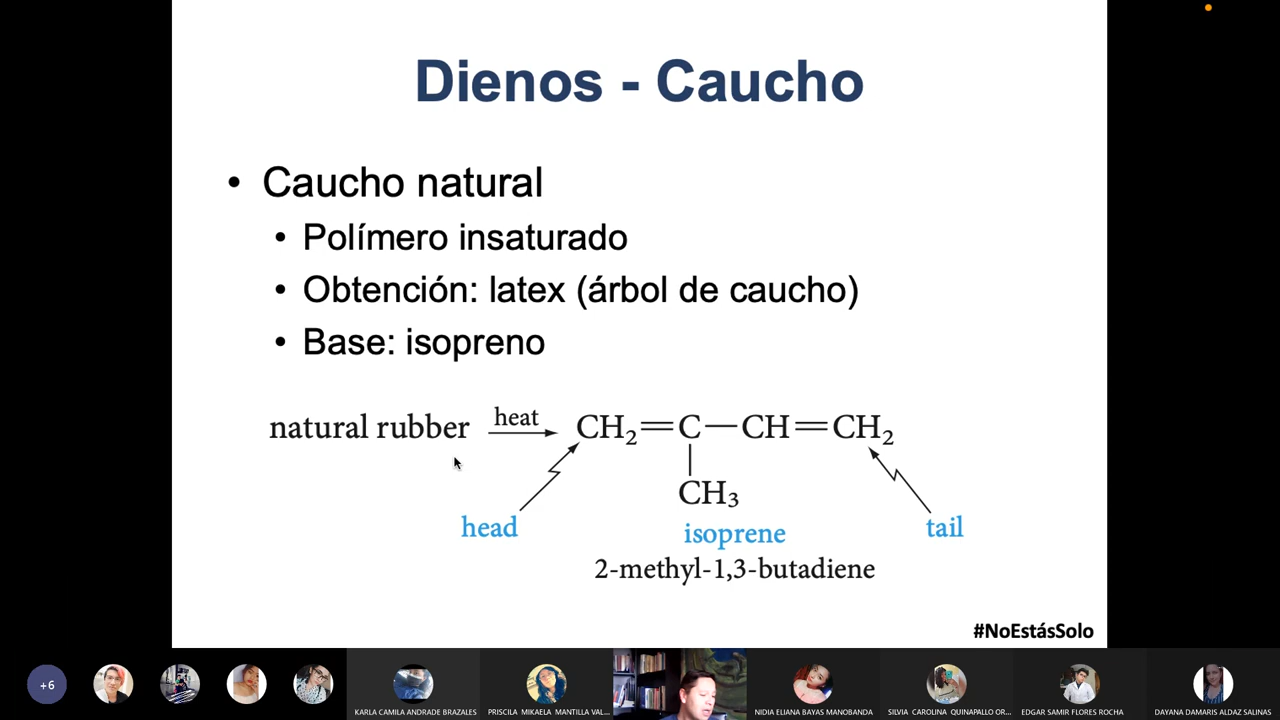 Dienos - Caucho
• Caucho natural
• Polímero insaturado
• Obtención: latex (árbol de caucho)
• Base: isopreno
natural rubber heat CH₂=C—CH=CH₂
CH₃
head isoprene tail
2-methyl-1,3-butadiene
#NoEstásSolo
+6
KARLA CAMILA ANDRADE BRAZALES
PRISCILA MIKAELA MANTILLA VAL...
NIDIA ELIANA BAYAS MANOBANDA
SILVIA CAROLINA QUINAPALLO OR...
EDGAR SAMIR FLORES ROCHA
DAYANA DAMARIS ALDAZ SALINAS